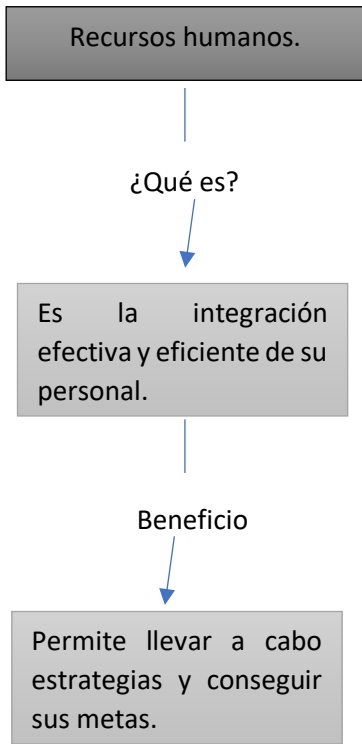 Recursos humanos.
¿Qué es?
Es la integración
efectiva y eficiente de su
personal.
Beneficio
Permite llevar a cabo
estrategias y conseguir
sus metas.